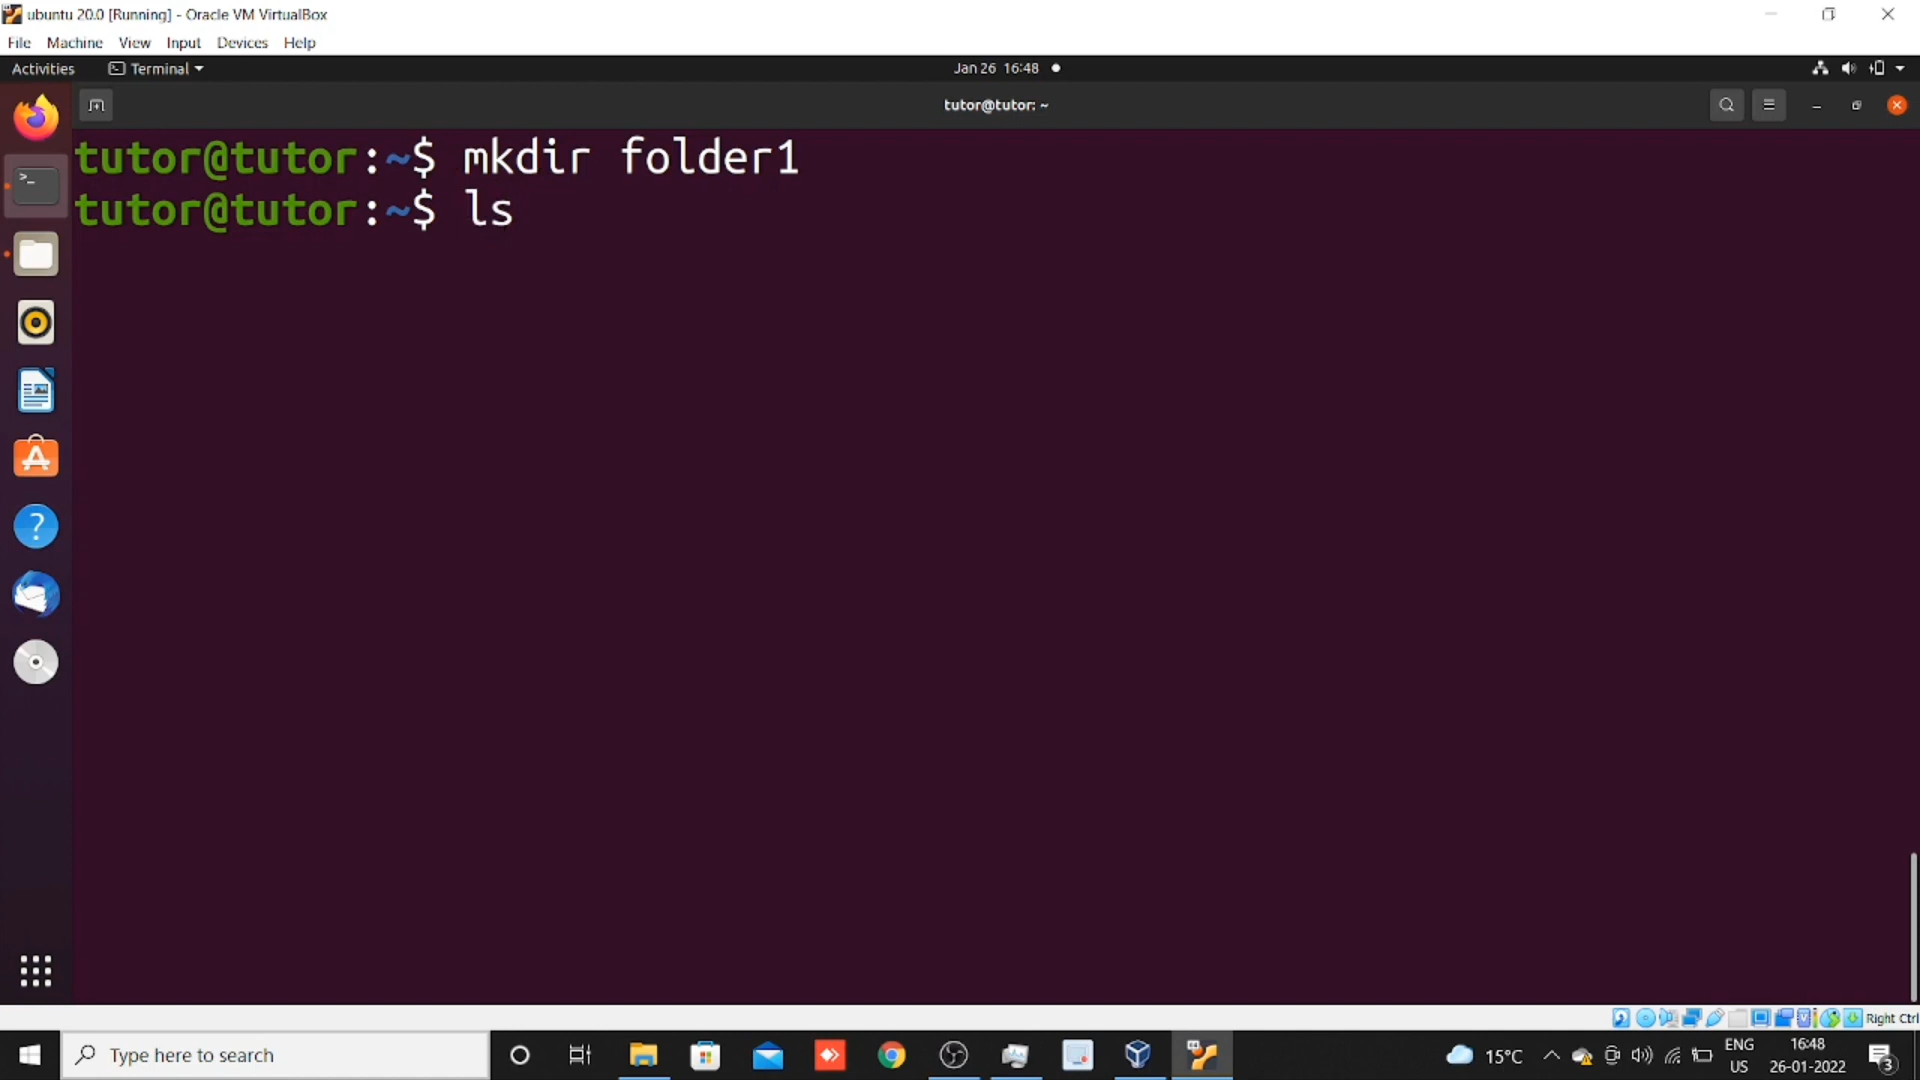 ubuntu 20.0 [Running] - Oracle VM VirtualBox
File Machine View Input Devices Help
Activities Terminal Jan 26 16:48
tutor@tutor: ~
tutor@tutor:~$ mkdir folder1
tutor@tutor:~$ ls
Right Ctrl
Type here to search
15°C
ENG
US
16:48
26-01-2022
3